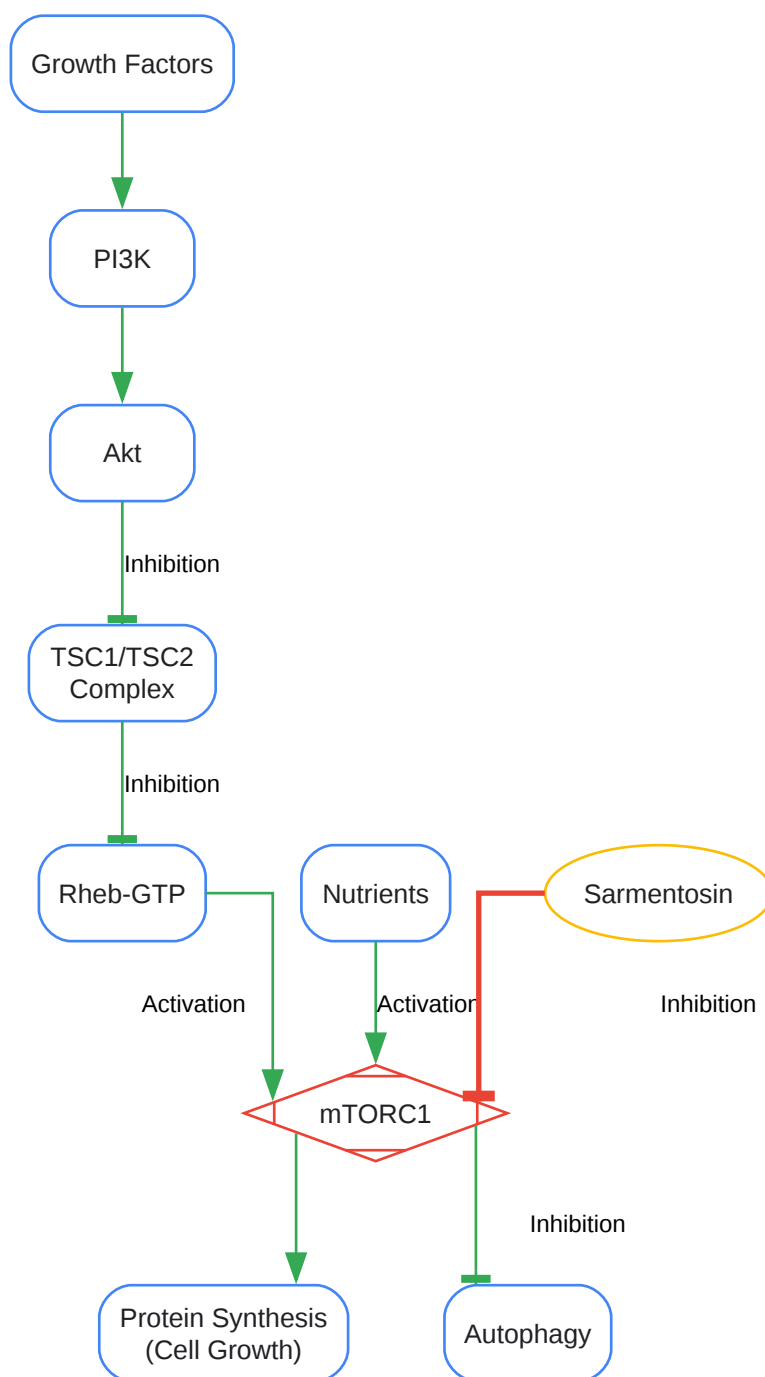 Growth Factors
PI3K
Akt
Inhibition
TSC1/TSC2
Complex
Inhibition
Rheb-GTP
Nutrients
Sarmentosin
Activation
Activation
Inhibition
mTORC1
Inhibition
Protein Synthesis
(Cell Growth)
Autophagy